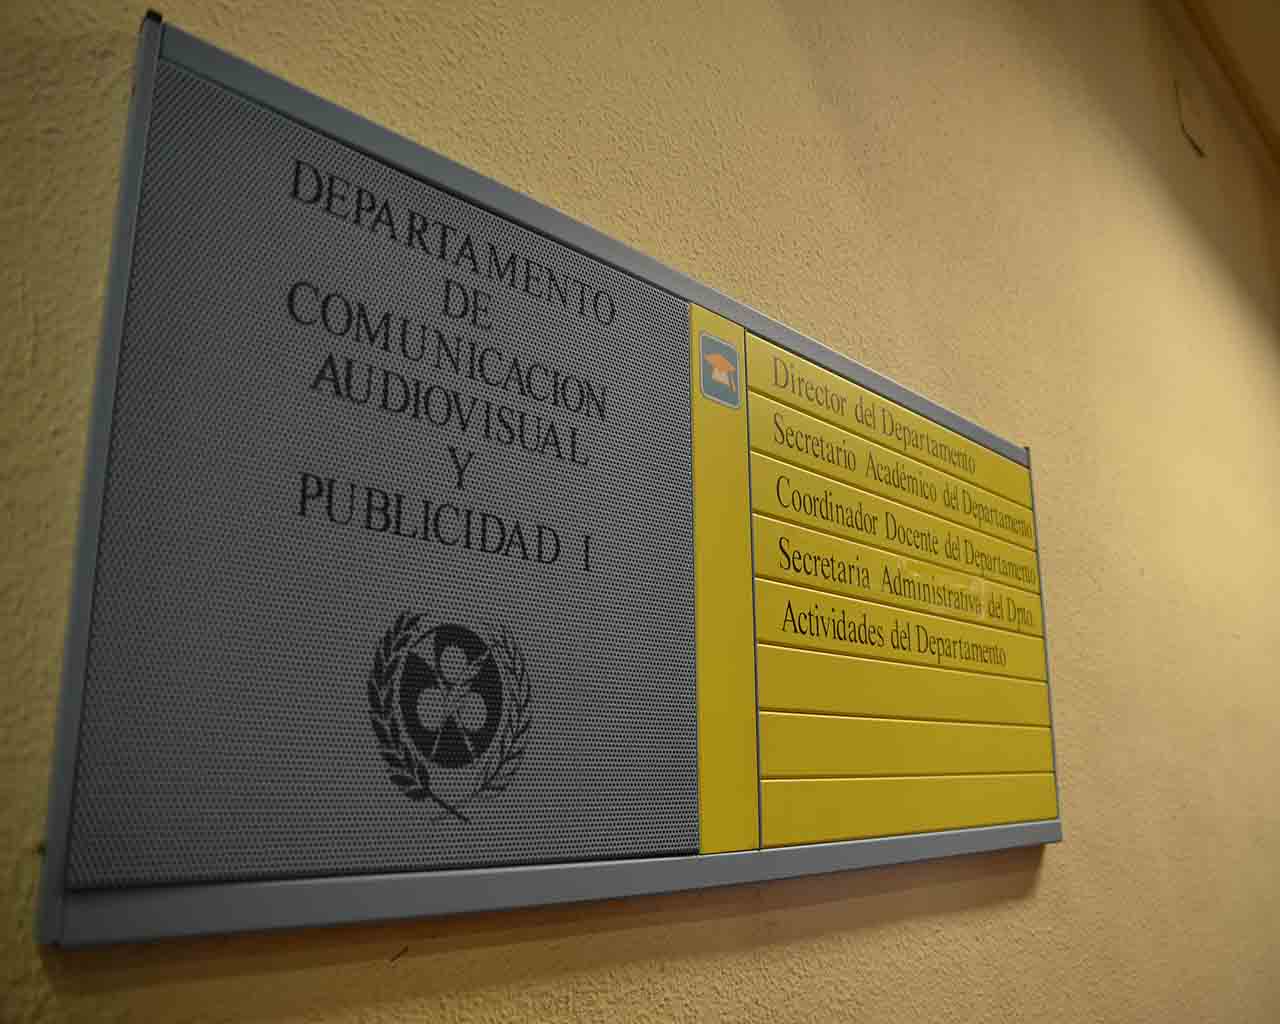 DEPARTAMENTO
DE
COMUNICACION
AUDIOVISUAL
Y
PUBLICIDAD I
Director del Departamento
Secretario Académico del Departamento
Coordinador Docente del Departamento
Secretaria Administrativa del Dpto.
Actividades del Departamento